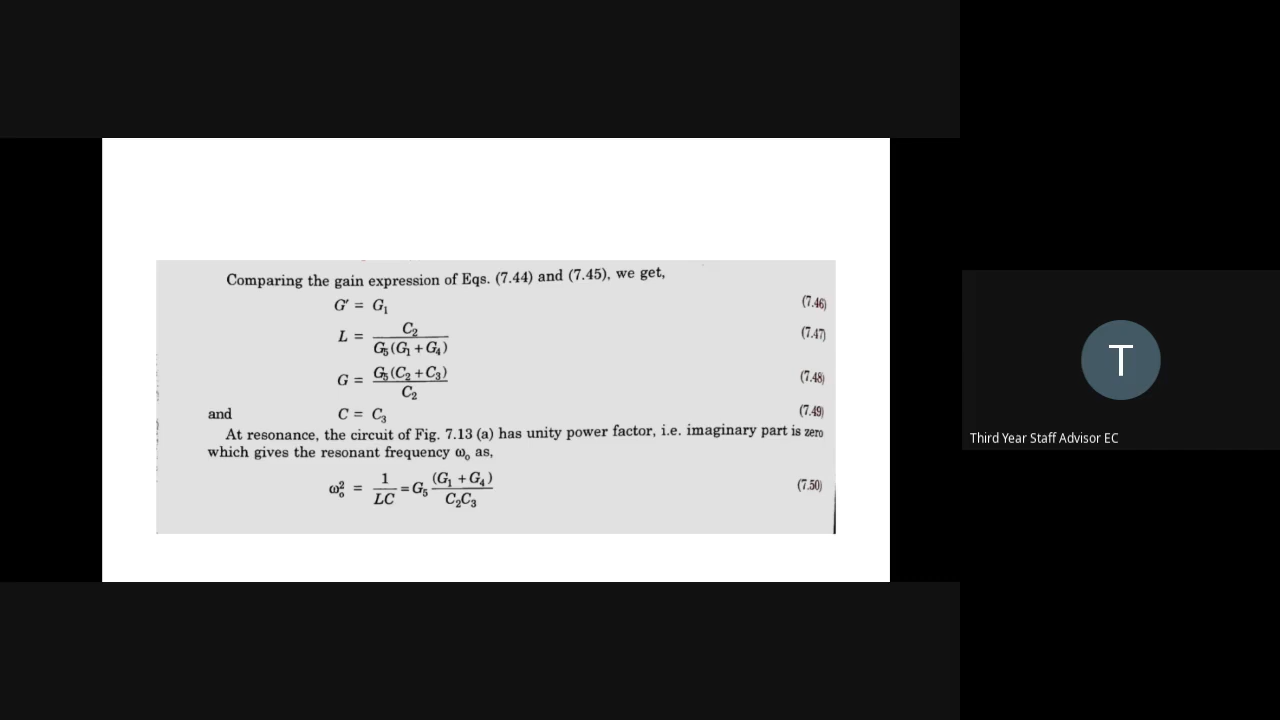 Comparing the gain expression of Eqs. (7.44) and (7.45), we get,
G′ = G₁ (7.46)
L = C₂ / G₅(G₁ + G₄) (7.47)
G = G₅(C₂ + C₃) / C₂ (7.48)
and C = C₃ (7.49)
At resonance, the circuit of Fig. 7.13 (a) has unity power factor, i.e. imaginary part is zero
which gives the resonant frequency ω₀ as,
ω₀² = 1 / LC = G₅ (G₁ + G₄) / C₂C₃ (7.50)
T
Third Year Staff Advisor EC